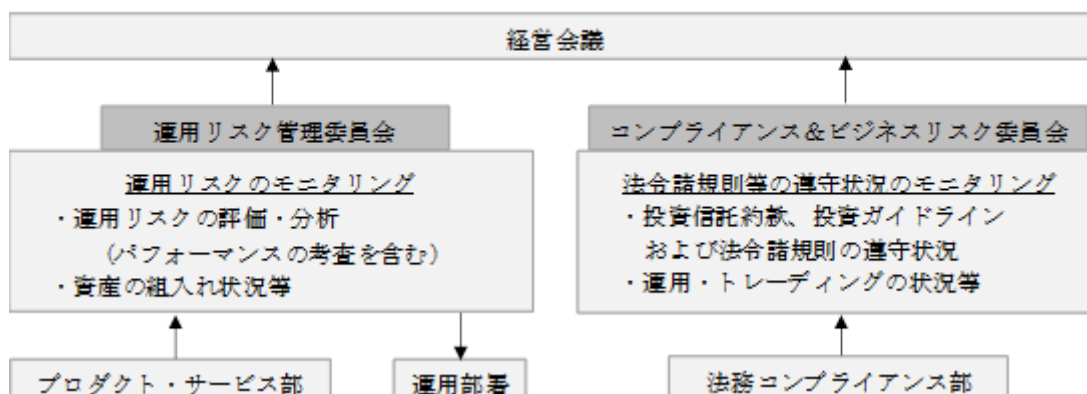 経営会議
運用リスク管理委員会
運用リスクのモニタリング
・運用リスクの評価・分析
（パフォーマンスの考査を含む）
・資産の組入れ状況等
コンプライアンス＆ビジネスリスク委員会
法令諸規則等の遵守状況のモニタリング
・投資信託約款、投資ガイドライン
および法令諸規則の遵守状況
・運用・トレーディングの状況等
プロダクト・サービス部
運用部署
法務コンプライアンス部